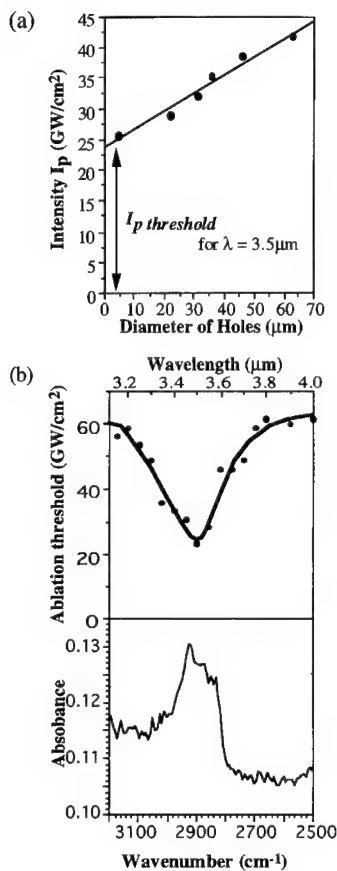 (a)
45
40
35
30
25
20
15
10
5
0
Intensity Ip (GW/cm²)
Ip threshold
for λ = 3.5μm
0 10 20 30 40 50 60 70
Diameter of Holes (μm)
(b)
Wavelength (μm)
3.2 3.4 3.6 3.8 4.0
60
40
20
0
Ablation threshold (GW/cm²)
0.13
0.12
0.11
0.10
Absobance
3100 2900 2700 2500
Wavenumber (cm⁻¹)